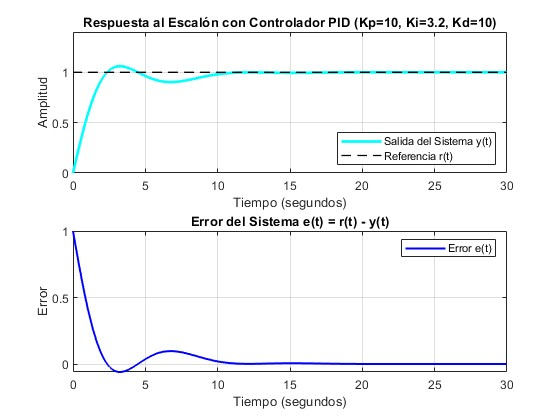 Respuesta al Escalón con Controlador PID (Kp=10, Ki=3.2, Kd=10)
1
0.5
0
Amplitud
Salida del Sistema y(t)
Referencia r(t)
0 5 10 15 20 25 30
Tiempo (segundos)
Error del Sistema e(t) = r(t) - y(t)
1
0.5
0
Error
Error e(t)
0 5 10 15 20 25 30
Tiempo (segundos)